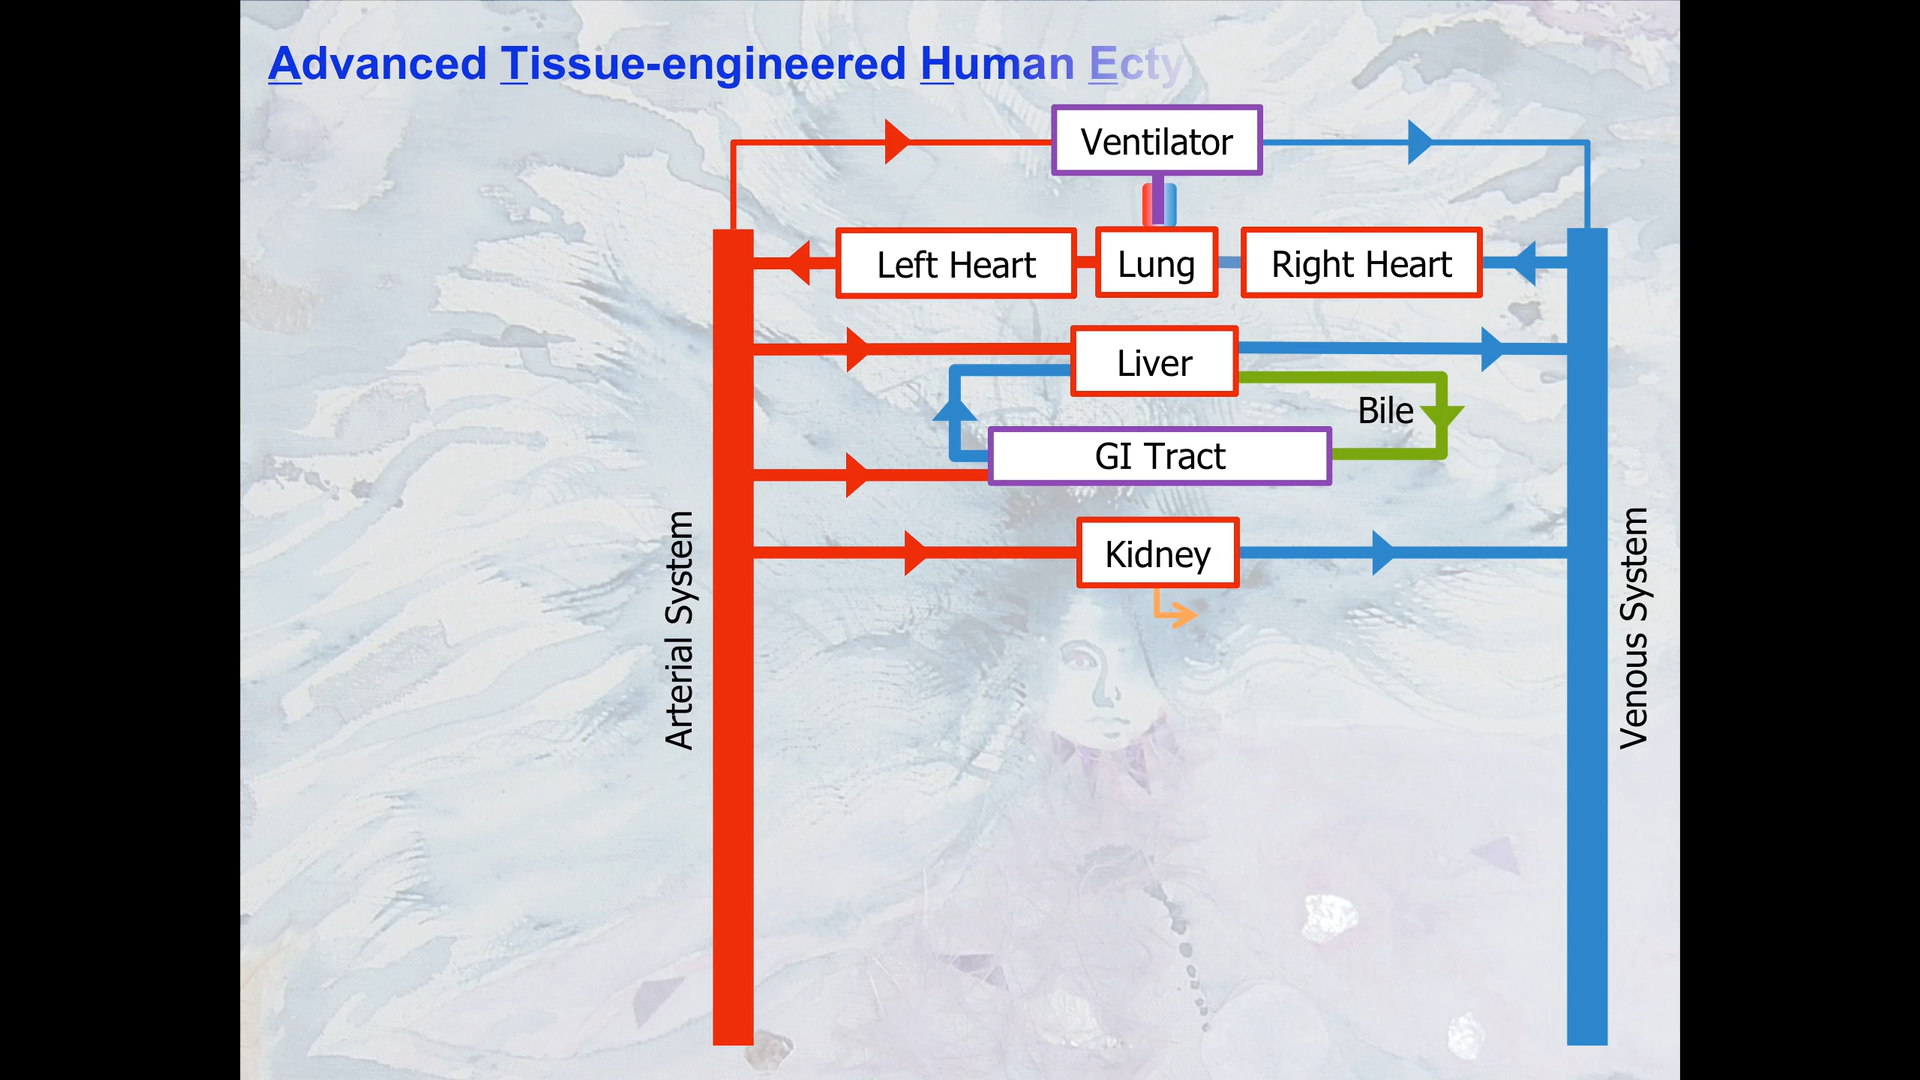 Advanced Tissue-engineered Human Ecty
Ventilator
Left Heart
Lung
Right Heart
Liver
Bile
GI Tract
Kidney
Arterial System
Venous System